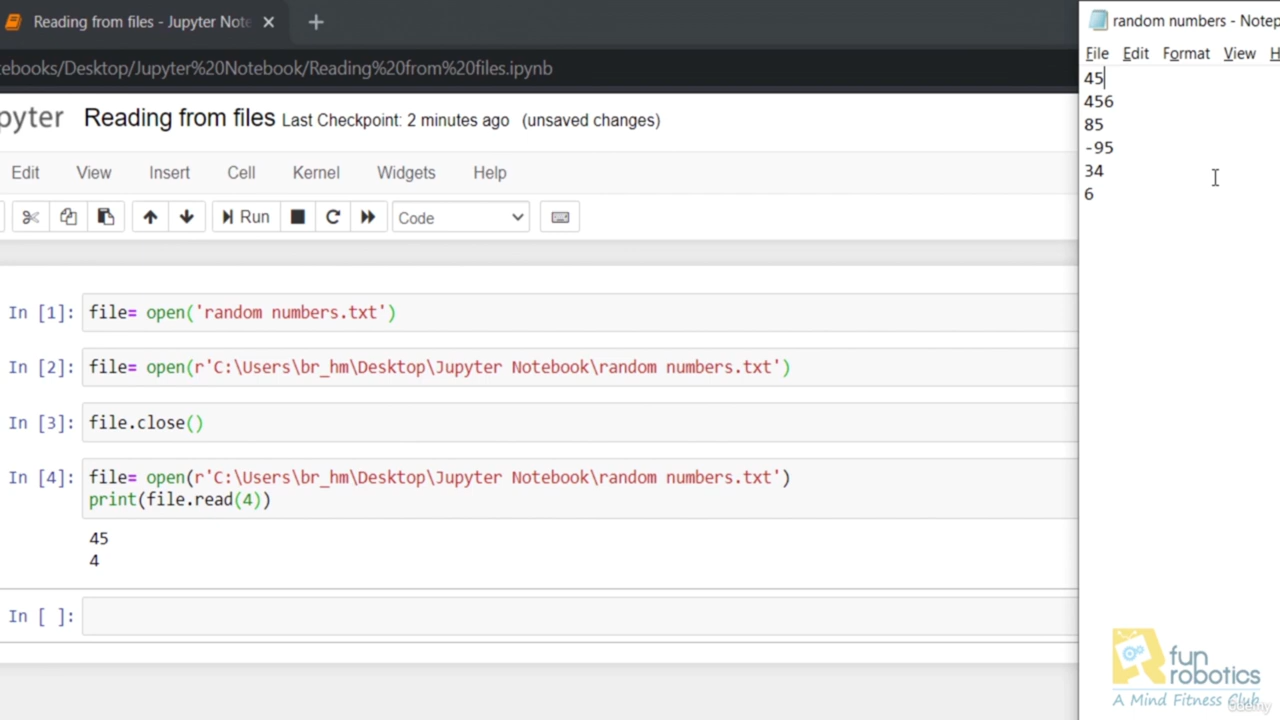 Reading from files - Jupyter Note
ebooks/Desktop/Jupyter%20Notebook/Reading%20from%20files.ipynb
pyter Reading from files Last Checkpoint: 2 minutes ago (unsaved changes)
Edit View Insert Cell Kernel Widgets Help
Run Code
In [1]: file= open('random numbers.txt')
In [2]: file= open(r'C:\Users\br_hm\Desktop\Jupyter Notebook\random numbers.txt')
In [3]: file.close()
In [4]: file= open(r'C:\Users\br_hm\Desktop\Jupyter Notebook\random numbers.txt')
print(file.read(4))
45
4
In [ ]:
random numbers - Notep
File Edit Format View H
45
456
85
-95
34
6
fun
robotics
A Mind Fitness Club
ûdemy